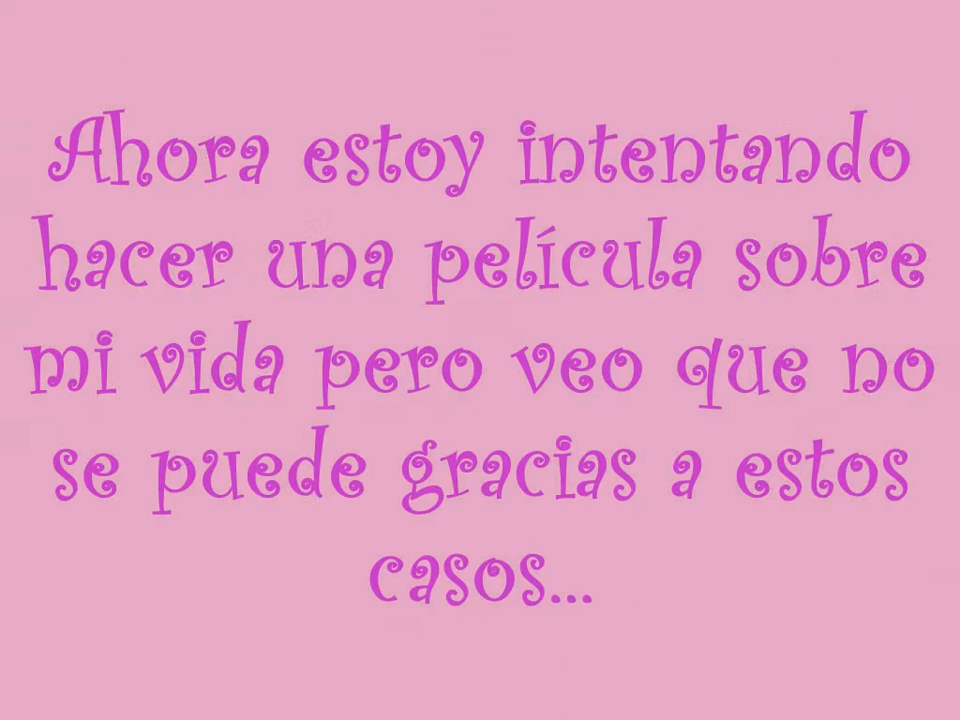 Ahora estoy intentando
hacer una película sobre
mi vida pero veo que no
se puede gracias a estos
casos...